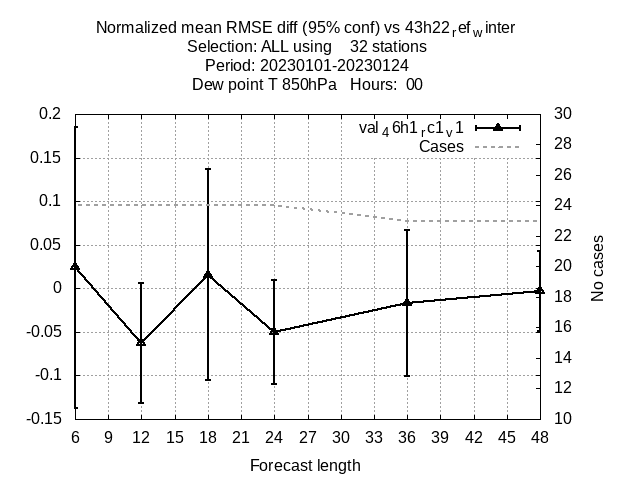 Normalized mean RMSE diff (95% conf) vs 43h22refwinter
Selection: ALL using 32 stations
Period: 20230101-20230124
Dew point T 850hPa Hours: 00
val46h1rc1v1
Cases
0.2
0.15
0.1
0.05
0
-0.05
-0.1
-0.15
30
28
26
24
22
20
18
16
14
12
10
No cases
6 9 12 15 18 21 24 27 30 33 36 39 42 45 48
Forecast length